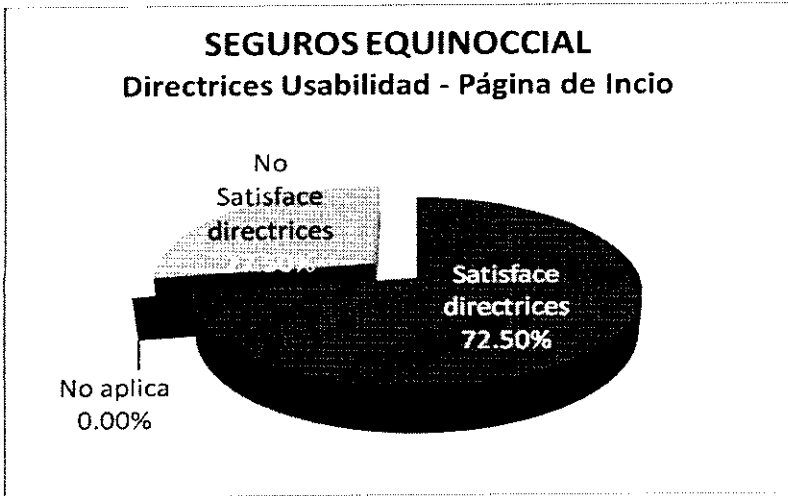 SEGUROS EQUINOCCIAL
Directrices Usabilidad - Página de Incio
No
Satisface
directrices
Satisface
directrices
72.50%
No aplica
0.00%